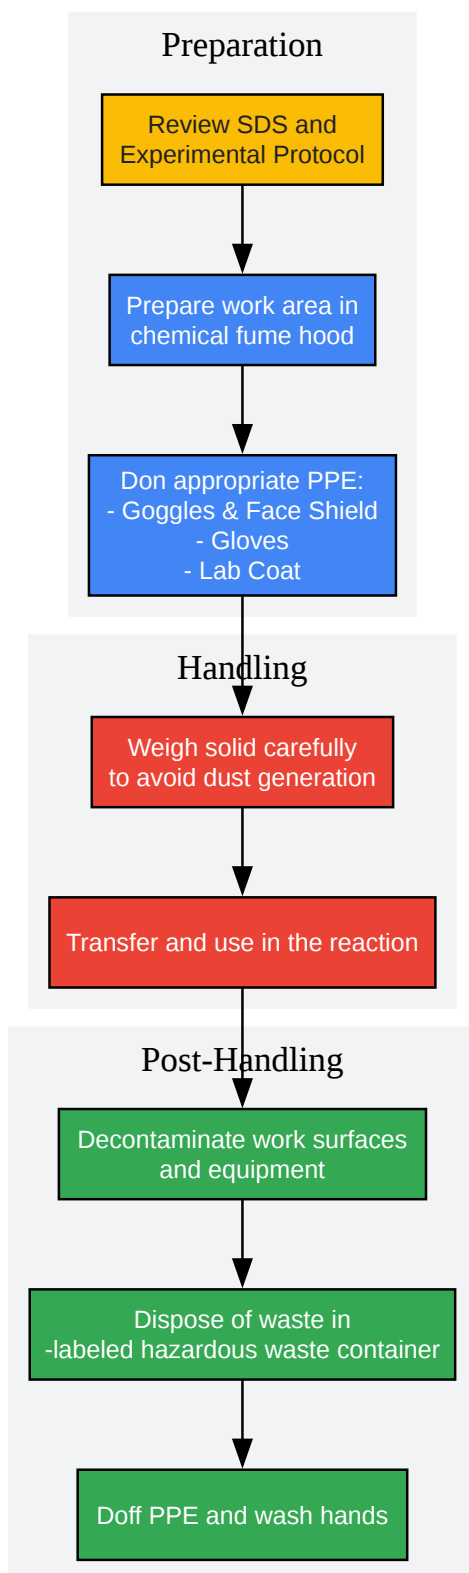 Preparation
Review SDS and
Experimental Protocol
Prepare work area in
chemical fume hood
Don appropriate PPE:
- Goggles & Face Shield
- Gloves
- Lab Coat
Handling
Weigh solid carefully
to avoid dust generation
Transfer and use in the reaction
Post-Handling
Decontaminate work surfaces
and equipment
Dispose of waste in
-labeled hazardous waste container
Doff PPE and wash hands